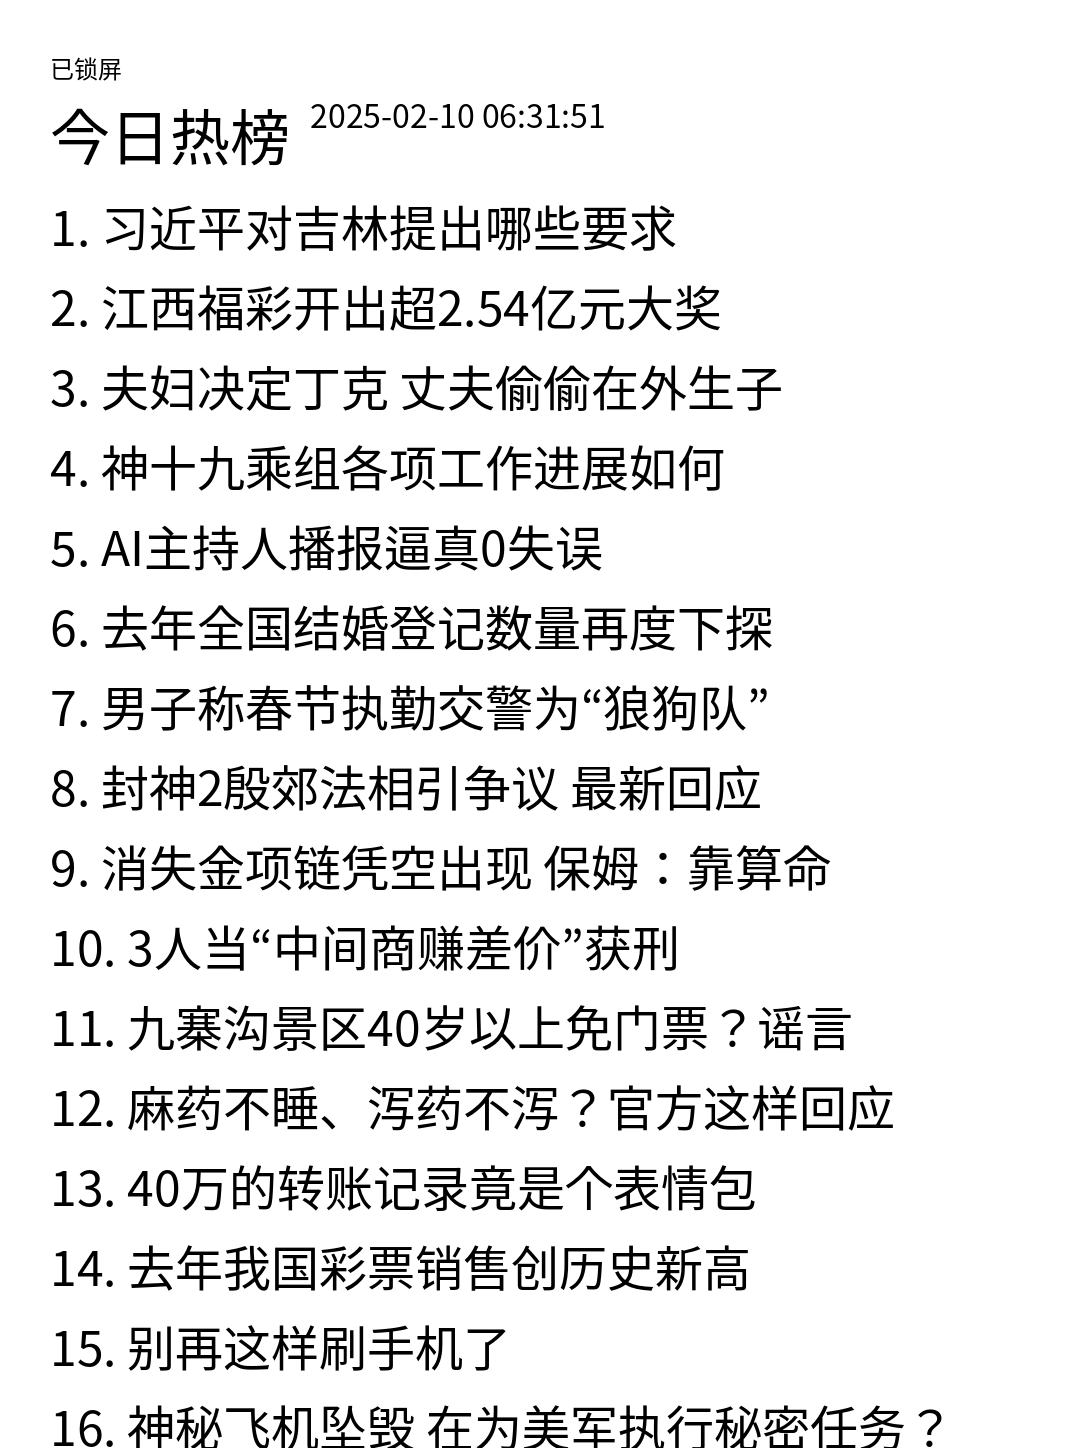 已锁屏
今日热榜 2025-02-10 06:31:51
1. 习近平对吉林提出哪些要求
2. 江西福彩开出超2.54亿元大奖
3. 夫妇决定丁克 丈夫偷偷在外生子
4. 神十九乘组各项工作进展如何
5. AI主持人播报逼真0失误
6. 去年全国结婚登记数量再度下探
7. 男子称春节执勤交警为“狼狗队”
8. 封神2殷郊法相引争议 最新回应
9. 消失金项链凭空出现 保姆：靠算命
10. 3人当“中间商赚差价”获刑
11. 九寨沟景区40岁以上免门票？谣言
12. 麻药不睡、泻药不泻？官方这样回应
13. 40万的转账记录竟是个表情包
14. 去年我国彩票销售创历史新高
15. 别再这样刷手机了
16. 神秘飞机坠毁 在为美军执行秘密任务？